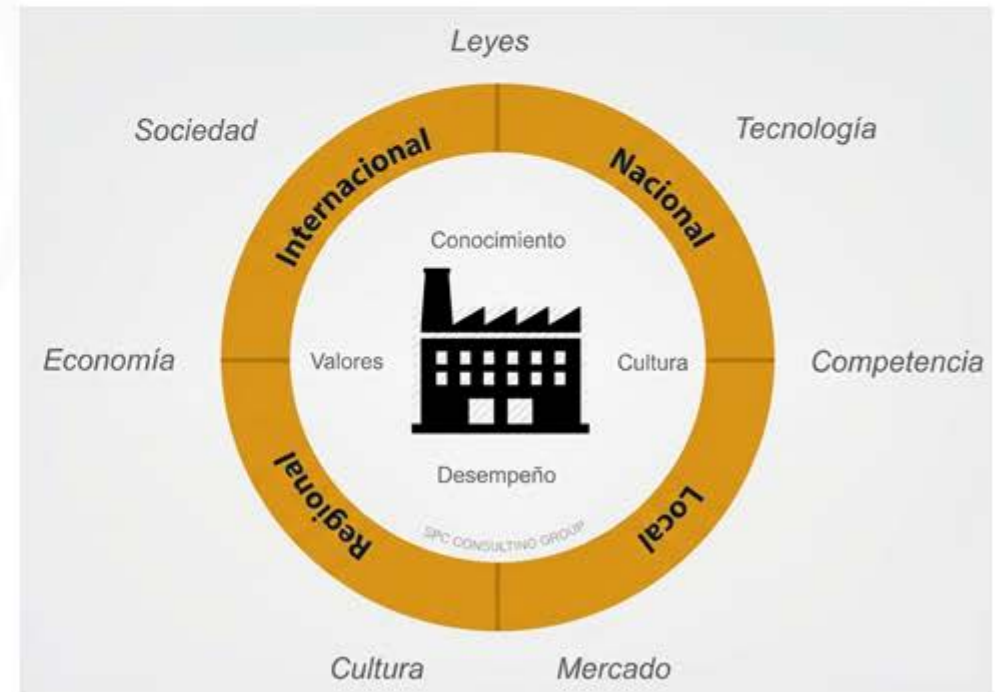 Leyes
Sociedad
Tecnología
Internacional
Nacional
Conocimiento
Economía
Valores
Cultura
Competencia
Desempeño
Regional
Local
SPC CONSULTING GROUP
Cultura
Mercado